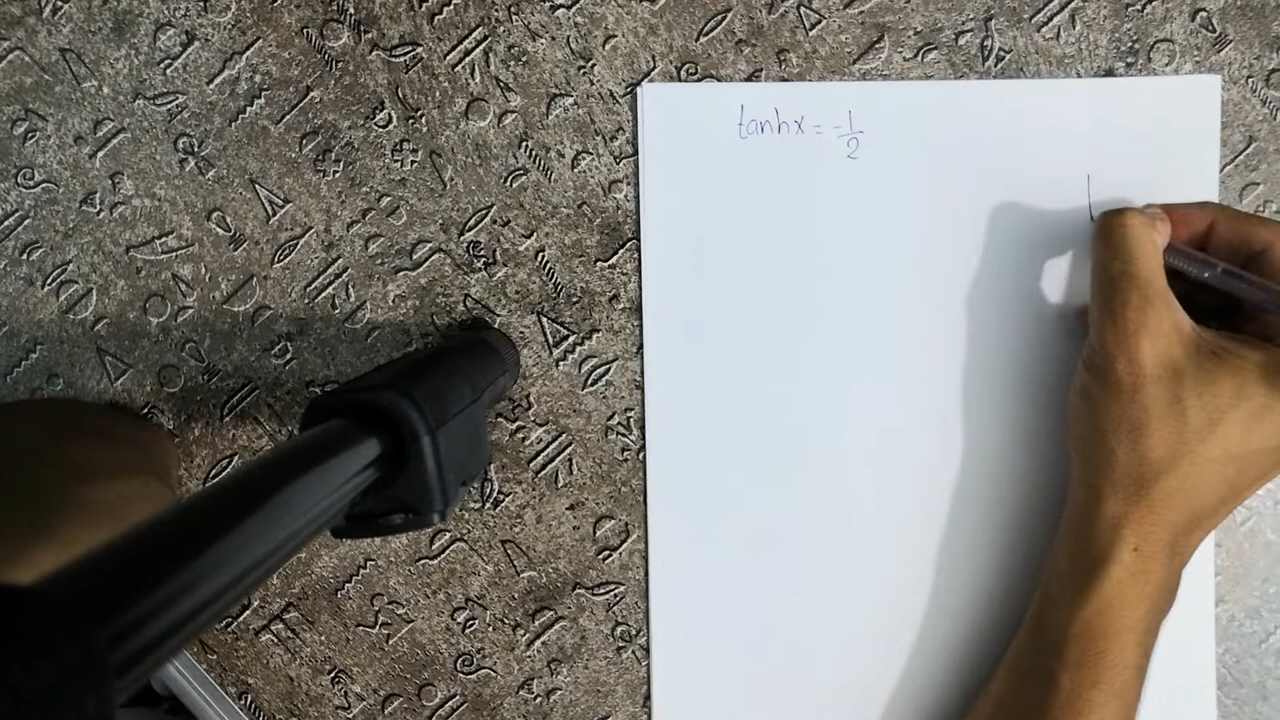 tanhx = -1/2